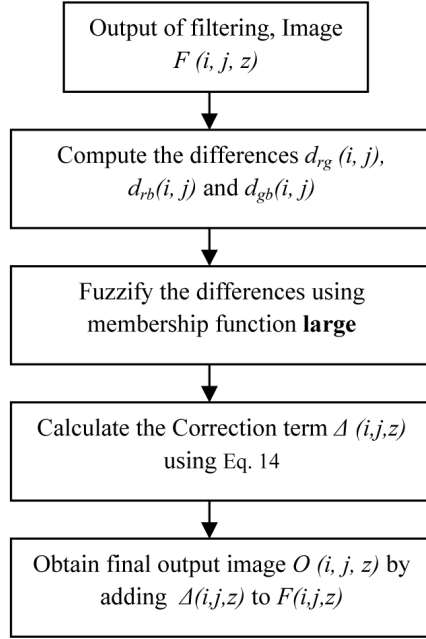 Output of filtering, Image
F (i, j, z)
Compute the differences d_rg (i, j),
d_rb(i, j) and d_gb(i, j)
Fuzzify the differences using
membership function large
Calculate the Correction term Δ (i,j,z)
using Eq. 14
Obtain final output image O (i, j, z) by
adding Δ(i,j,z) to F(i,j,z)